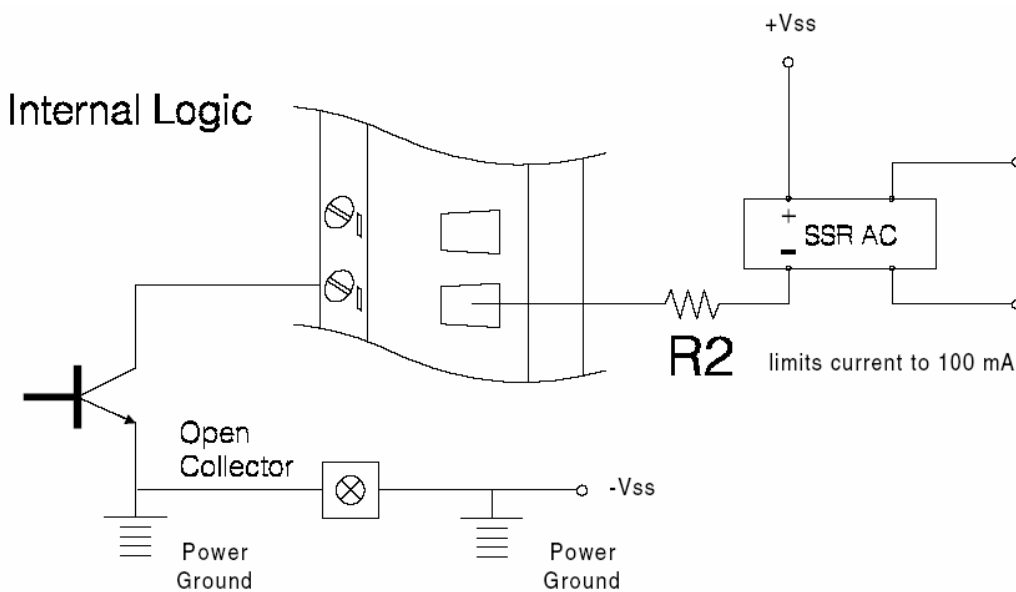 +Vss
Internal Logic
+
SSR AC
-
R2
limits current to 100 mA
Open
Collector
-Vss
Power
Ground
Power
Ground